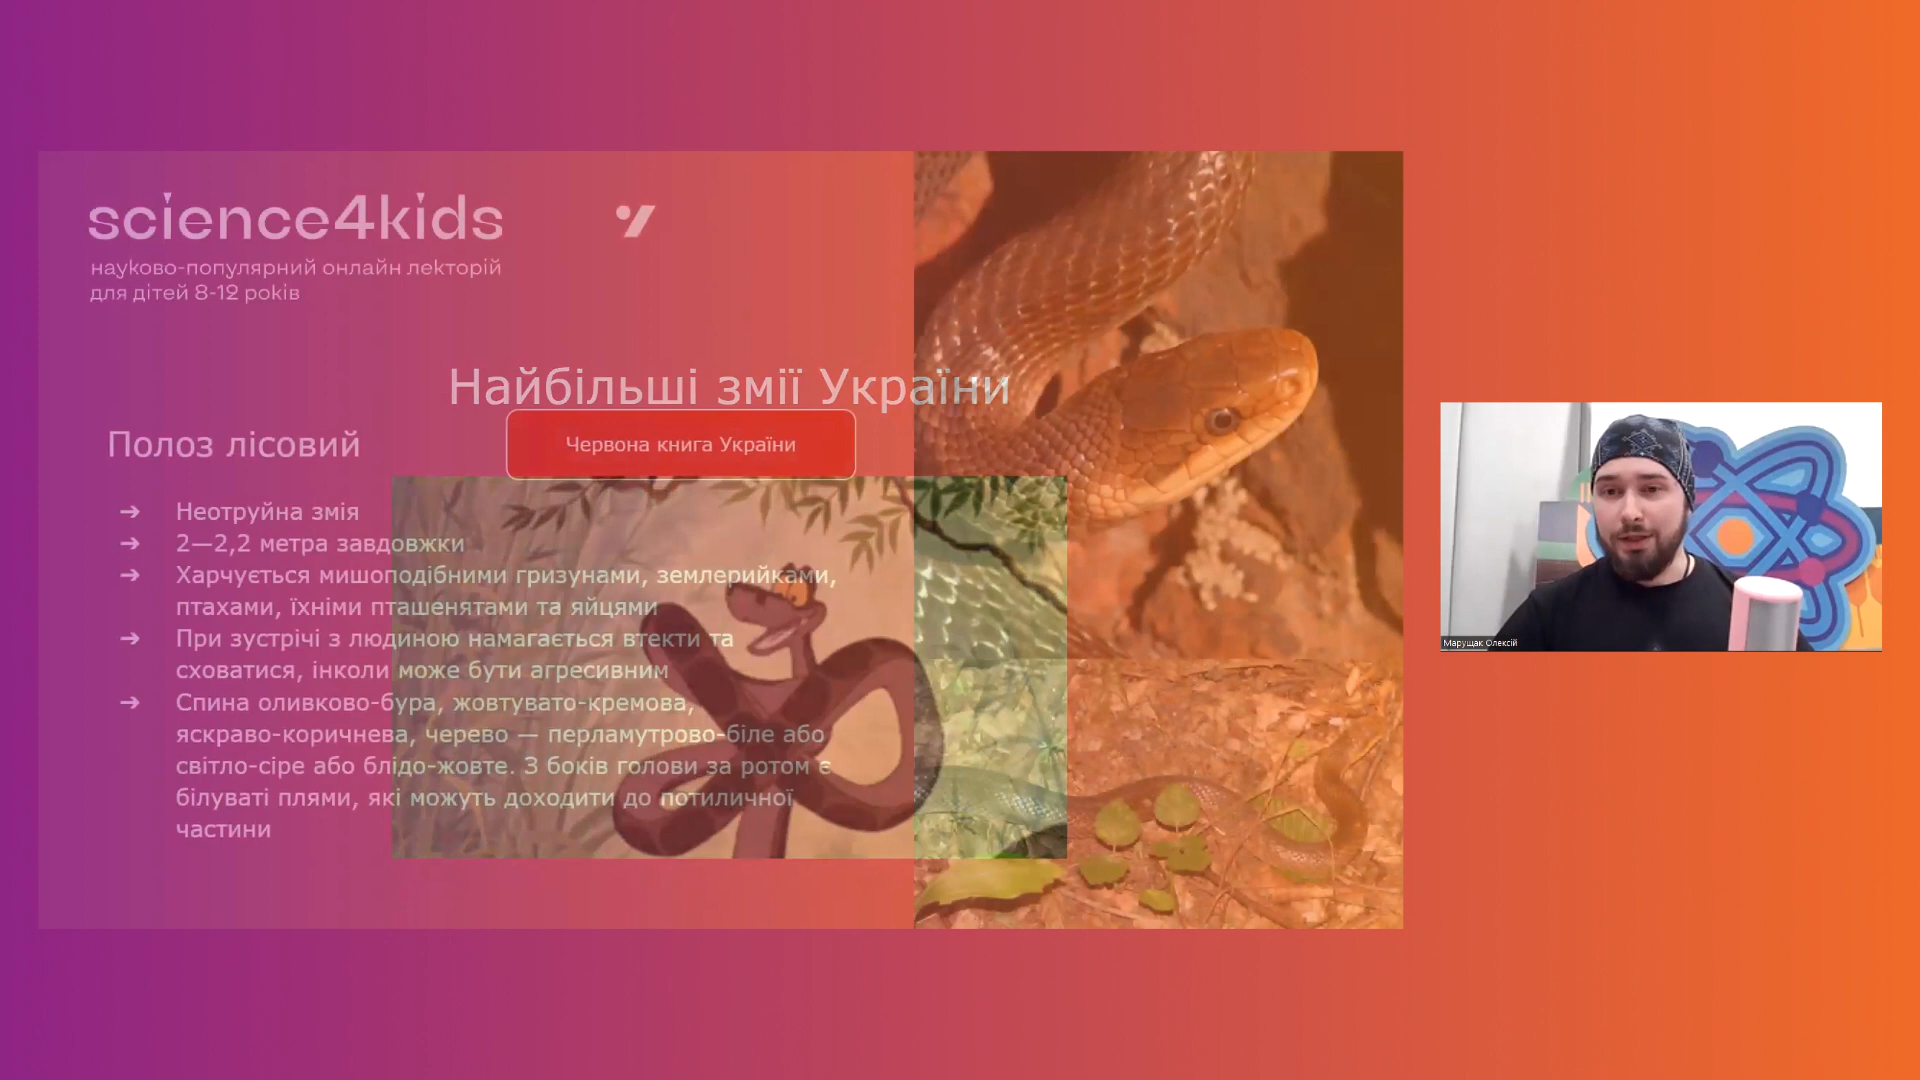 science4kids
науково-популярний онлайн лекторій
для дітей 8-12 років
Найбільші змії України
Полоз лісовий
Червона книга України
➔ Неотруйна змія
➔ 2—2,2 метра завдовжки
➔ Харчується мишоподібними гризунами, землерийками,
птахами, їхніми пташенятами та яйцями
➔ При зустрічі з людиною намагається втекти та
сховатися, інколи може бути агресивним
➔ Спина оливково-бура, жовтувато-кремова,
яскраво-коричнева, черево — перламутрово-біле або
світло-сіре або блідо-жовте. З боків голови за ротом є
білуваті плями, які можуть доходити до потиличної
частини
Марущак Олексій